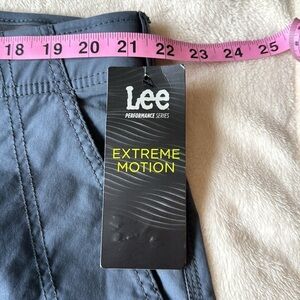 18 19 20 21 22 23 24 25
Lee
PERFORMANCE SERIES
EXTREME
MOTION